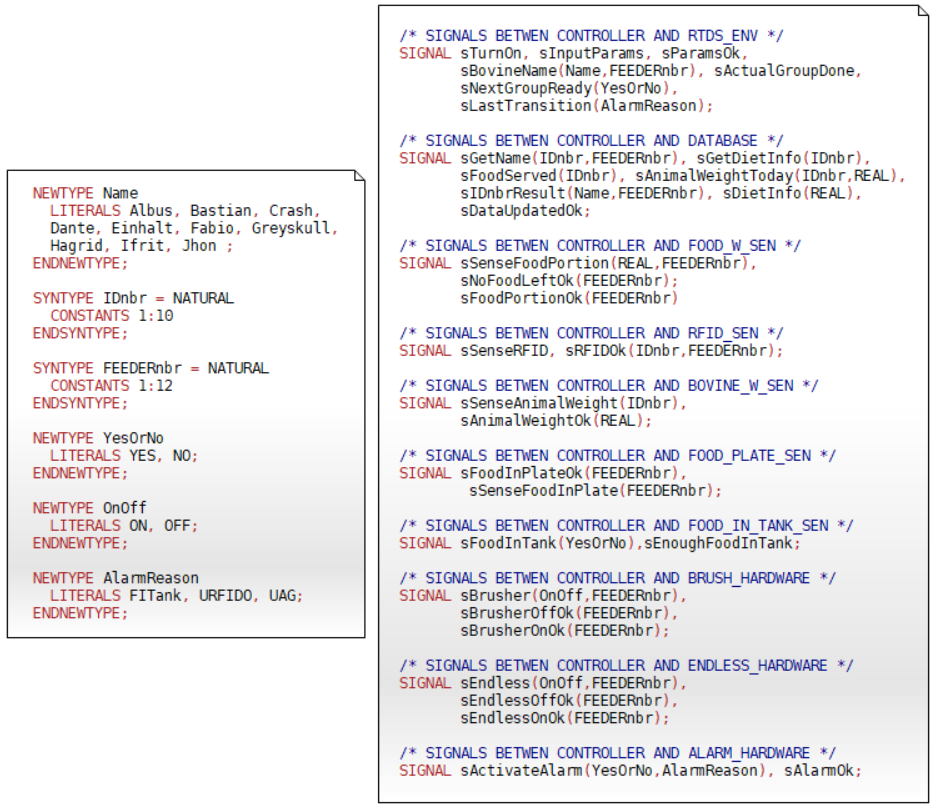 NEWTYPE Name
LITERALS Albus, Bastian, Crash,
Dante, Einhalt, Fabio, Greyskull,
Hagrid, Ifrit, Jhon ;
ENDNEWTYPE;
SYNTYPE IDnbr = NATURAL
CONSTANTS 1:10
ENDSYNTYPE;
SYNTYPE FEEDERnbr = NATURAL
CONSTANTS 1:12
ENDSYNTYPE;
NEWTYPE YesOrNo
LITERALS YES, NO;
ENDNEWTYPE;
NEWTYPE OnOff
LITERALS ON, OFF;
ENDNEWTYPE;
NEWTYPE AlarmReason
LITERALS FITank, URFIDO, UAG;
ENDNEWTYPE;
/* SIGNALS BETWEN CONTROLLER AND RTDS_ENV */
SIGNAL sTurnOn, sInputParams, sParamsOk,
sBovineName(Name,FEEDERnbr), sActualGroupDone,
sNextGroupReady(YesOrNo),
sLastTransition(AlarmReason);
/* SIGNALS BETWEN CONTROLLER AND DATABASE */
SIGNAL sGetName(IDnbr,FEEDERnbr), sGetDietInfo(IDnbr),
sFoodServed(IDnbr), sAnimalWeightToday(IDnbr,REAL),
sIDnbrResult(Name,FEEDERnbr), sDietInfo(REAL),
sDataUpdatedOk;
/* SIGNALS BETWEN CONTROLLER AND FOOD_W_SEN */
SIGNAL sSenseFoodPortion(REAL,FEEDERnbr),
sNoFoodLeftOk(FEEDERnbr);
sFoodPortionOk(FEEDERnbr)
/* SIGNALS BETWEN CONTROLLER AND RFID_SEN */
SIGNAL sSenseRFID, sRFIDOk(IDnbr,FEEDERnbr);
/* SIGNALS BETWEN CONTROLLER AND BOVINE_W_SEN */
SIGNAL sSenseAnimalWeight(IDnbr),
sAnimalWeightOk(REAL);
/* SIGNALS BETWEN CONTROLLER AND FOOD_PLATE_SEN */
SIGNAL sFoodInPlateOk(FEEDERnbr),
sSenseFoodInPlate(FEEDERnbr);
/* SIGNALS BETWEN CONTROLLER AND FOOD_IN_TANK_SEN */
SIGNAL sFoodInTank(YesOrNo),sEnoughFoodInTank;
/* SIGNALS BETWEN CONTROLLER AND BRUSH_HARDWARE */
SIGNAL sBrusher(OnOff,FEEDERnbr),
sBrusherOffOk(FEEDERnbr),
sBrusherOnOk(FEEDERnbr);
/* SIGNALS BETWEN CONTROLLER AND ENDLESS_HARDWARE */
SIGNAL sEndless(OnOff,FEEDERnbr),
sEndlessOffOk(FEEDERnbr),
sEndlessOnOk(FEEDERnbr);
/* SIGNALS BETWEN CONTROLLER AND ALARM_HARDWARE */
SIGNAL sActivateAlarm(YesOrNo,AlarmReason), sAlarmOk;